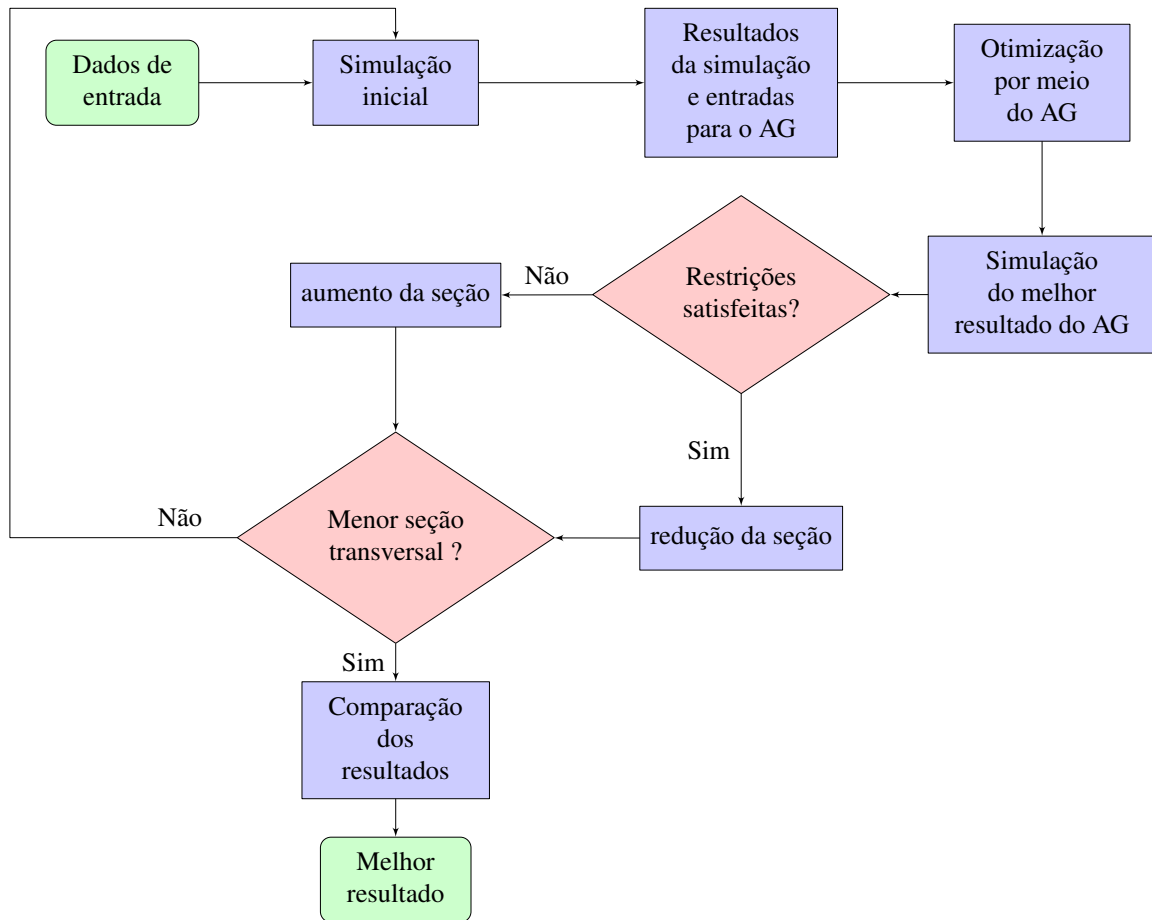 Dados de
entrada
Simulação
inicial
Resultados
da simulação
e entradas
para o AG
Otimização
por meio
do AG
Simulação
do melhor
resultado do AG
Restrições
satisfeitas?
Não
aumento da seção
Sim
redução da seção
Menor seção
transversal ?
Não
Sim
Comparação
dos
resultados
Melhor
resultado